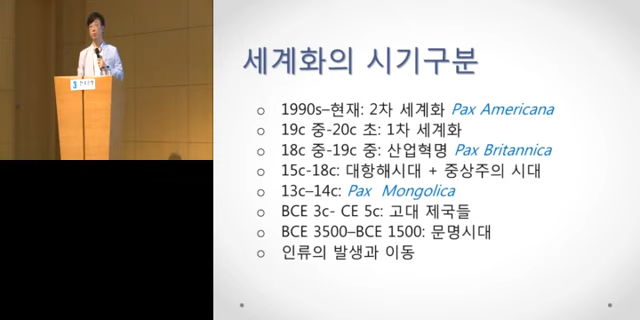 세계화의 시기구분
○ 1990s–현재: 2차 세계화 Pax Americana
○ 19c 중-20c 초: 1차 세계화
○ 18c 중-19c 중: 산업혁명 Pax Britannica
○ 15c-18c: 대항해시대 + 중상주의 시대
○ 13c–14c: Pax Mongolica
○ BCE 3c- CE 5c: 고대 제국들
○ BCE 3500–BCE 1500: 문명시대
○ 인류의 발생과 이동